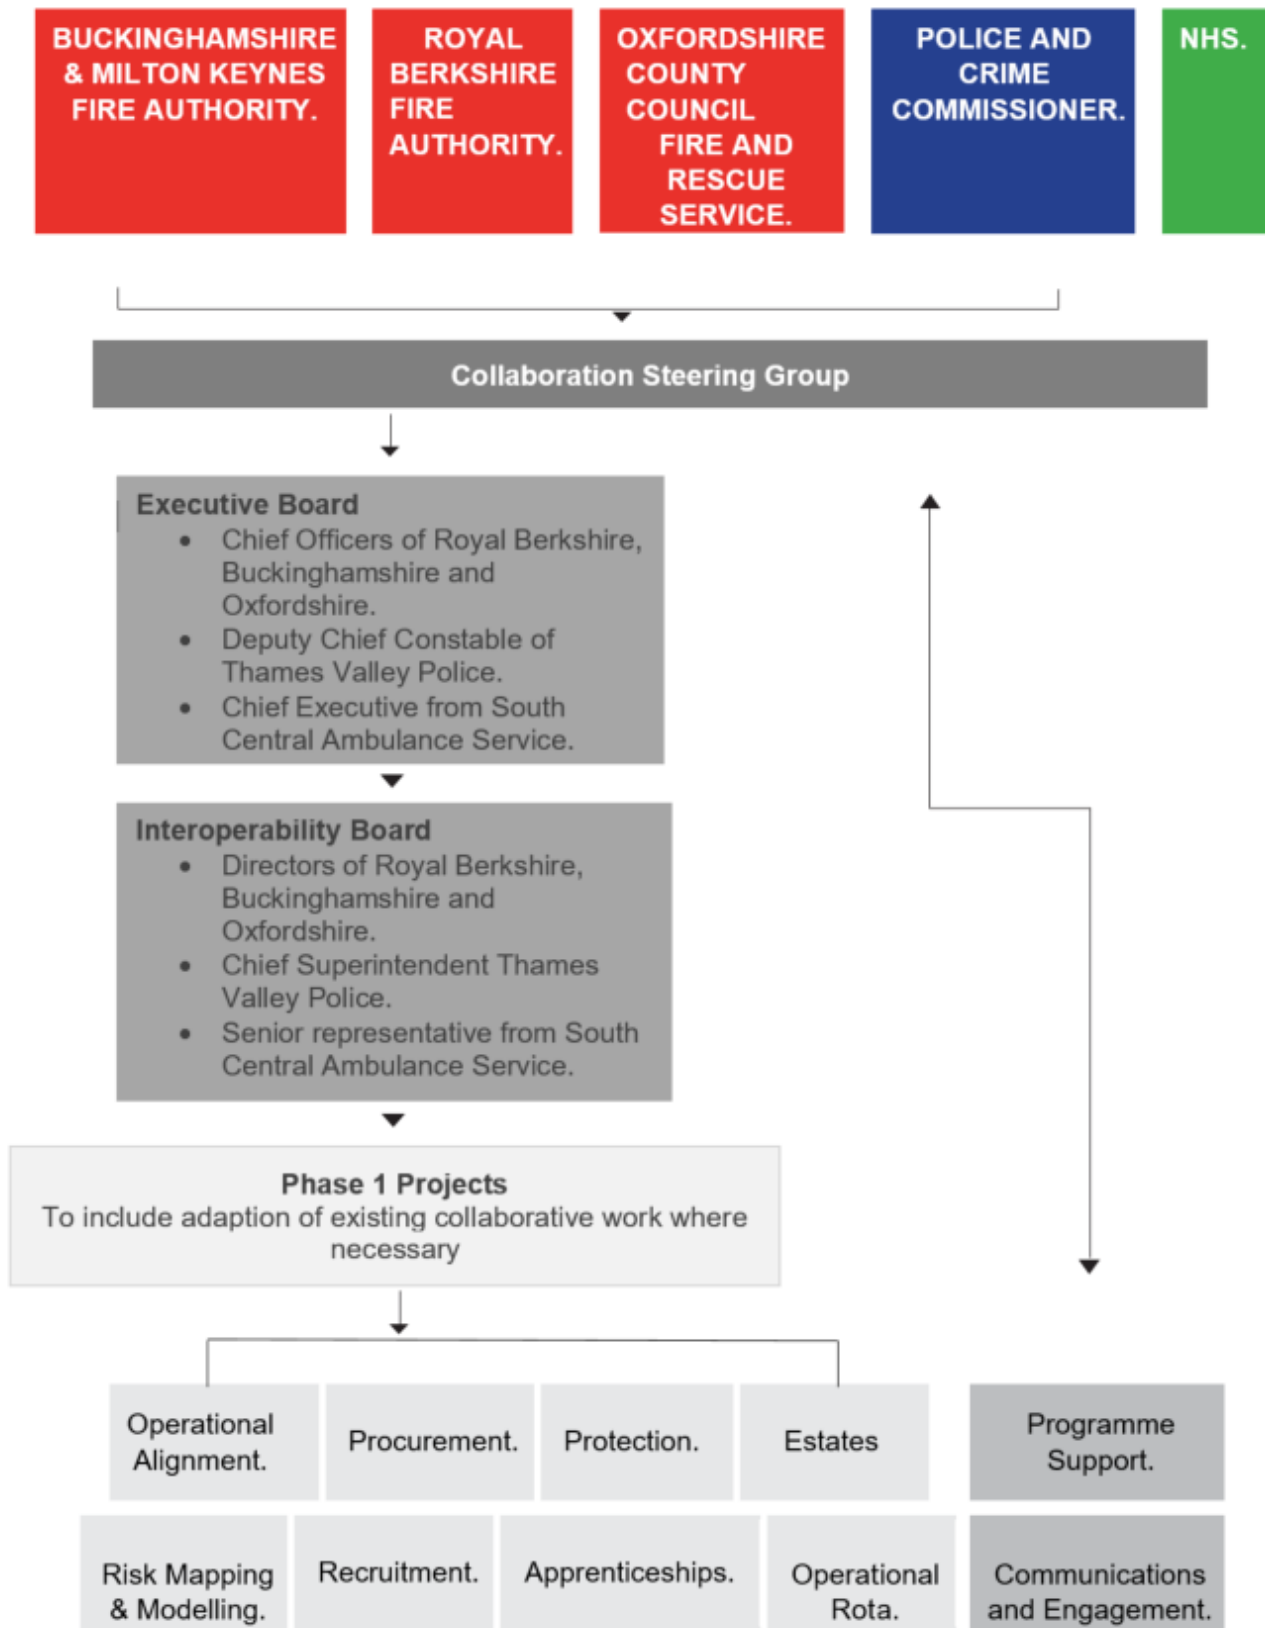 BUCKINGHAMSHIRE
& MILTON KEYNES
FIRE AUTHORITY.
ROYAL
BERKSHIRE
FIRE
AUTHORITY.
OXFORDSHIRE
COUNTY
COUNCIL
FIRE AND
RESCUE
SERVICE.
POLICE AND
CRIME
COMMISSIONER.
NHS.
Collaboration Steering Group
Executive Board
• Chief Officers of Royal Berkshire,
Buckinghamshire and
Oxfordshire.
• Deputy Chief Constable of
Thames Valley Police.
• Chief Executive from South
Central Ambulance Service.
Interoperability Board
• Directors of Royal Berkshire,
Buckinghamshire and
Oxfordshire.
• Chief Superintendent Thames
Valley Police.
• Senior representative from South
Central Ambulance Service.
Phase 1 Projects
To include adaption of existing collaborative work where
necessary
Operational
Alignment.
Procurement.
Protection.
Estates
Programme
Support.
Risk Mapping
& Modelling.
Recruitment.
Apprenticeships.
Operational
Rota.
Communications
and Engagement.